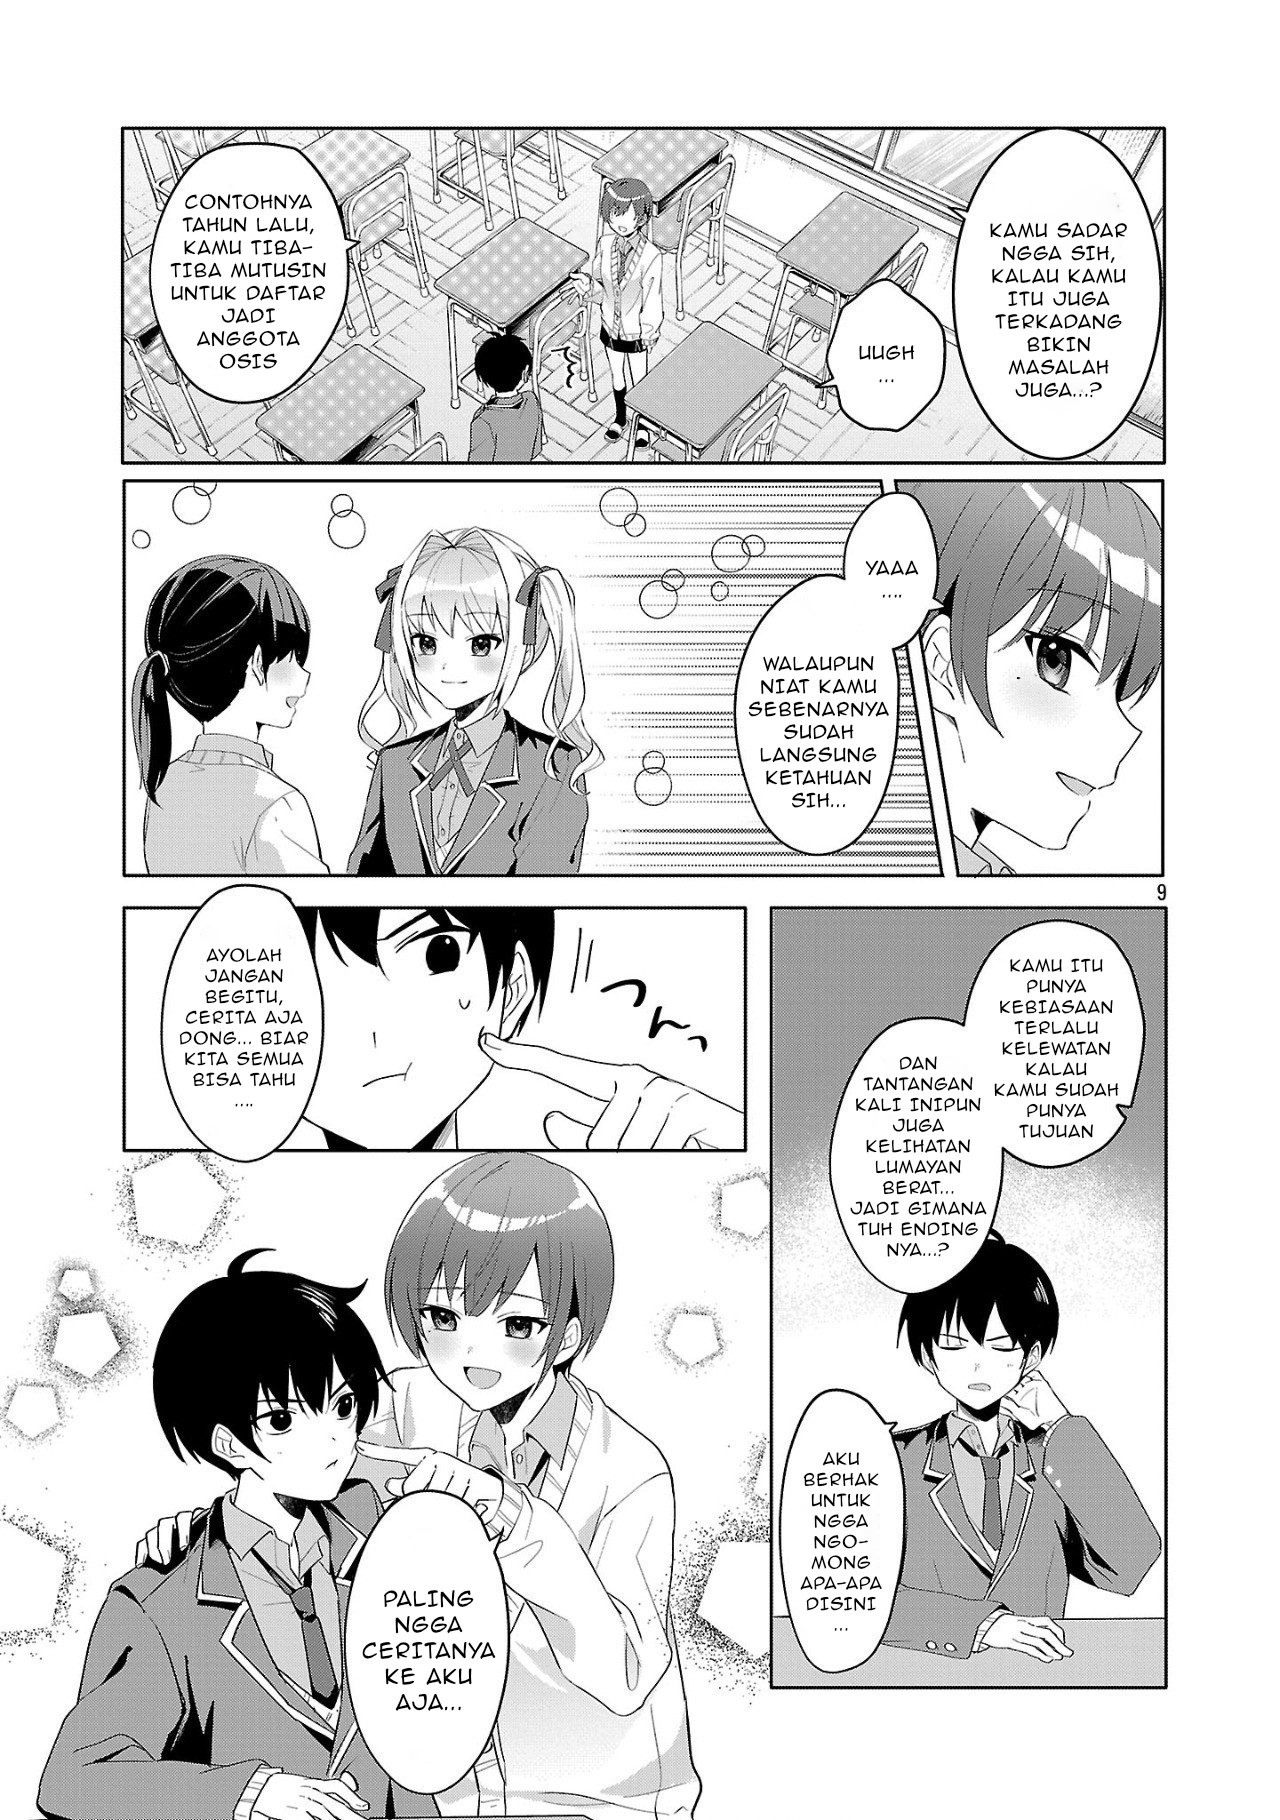 KAMU SADAR
NGGA SIH,
KALAU KAMU
ITU JUGA
TERKADANG
BIKIN
MASALAH
JUGA...?
UUGH
...
CONTOHNYA
TAHUN LALU,
KAMU TIBA-
TIBA MUTUSIN
UNTUK DAFTAR
JADI
ANGGOTA
OSIS
YAAA
....
WALAUPUN
NIAT KAMU
SEBENARNYA
SUDAH
LANGSUNG
KETAHUAN
SIH...
9
KAMU ITU
PUNYA
KEBIASAAN
TERLALU
KELEWATAN
KALAU
KAMU SUDAH
PUNYA
TUJUAN
DAN
TANTANGAN
KALI INIPUN
JUGA
KELIHATAN
LUMAYAN
BERAT...
JADI GIMANA
TUH ENDING
NYA...?
AKU
BERHAK
UNTUK
NGGA
NGO-
MONG
APA-APA
DISINI
...
AYOLAH
JANGAN
BEGITU,
CERITA AJA
DONG... BIAR
KITA SEMUA
BISA TAHU
....
つんっ
PALING
NGGA
CERITANYA
KE AKU
AJA...